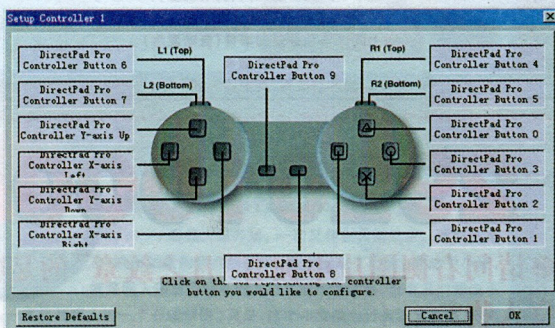 Setup Controller 1
DirectPad Pro
Controller Button 6
DirectPad Pro
Controller Button 7
DirectPad Pro
Controller Y-axis Up
DirectPad Pro
Controller X-axis
Left
DirectPad Pro
Controller X-axis
Down
DirectPad Pro
Controller X-axis
Right
L1 (Top)
L2 (Bottom)
DirectPad Pro
Controller Button 9
R1 (Top)
R2 (Bottom)
DirectPad Pro
Controller Button 4
DirectPad Pro
Controller Button 5
DirectPad Pro
Controller Button 0
DirectPad Pro
Controller Button 3
DirectPad Pro
Controller Button 2
DirectPad Pro
Controller Button 1
DirectPad Pro
Controller Button 8
Click on the box representing the controller
button you would like to configure.
Restore Defaults
Cancel
OK